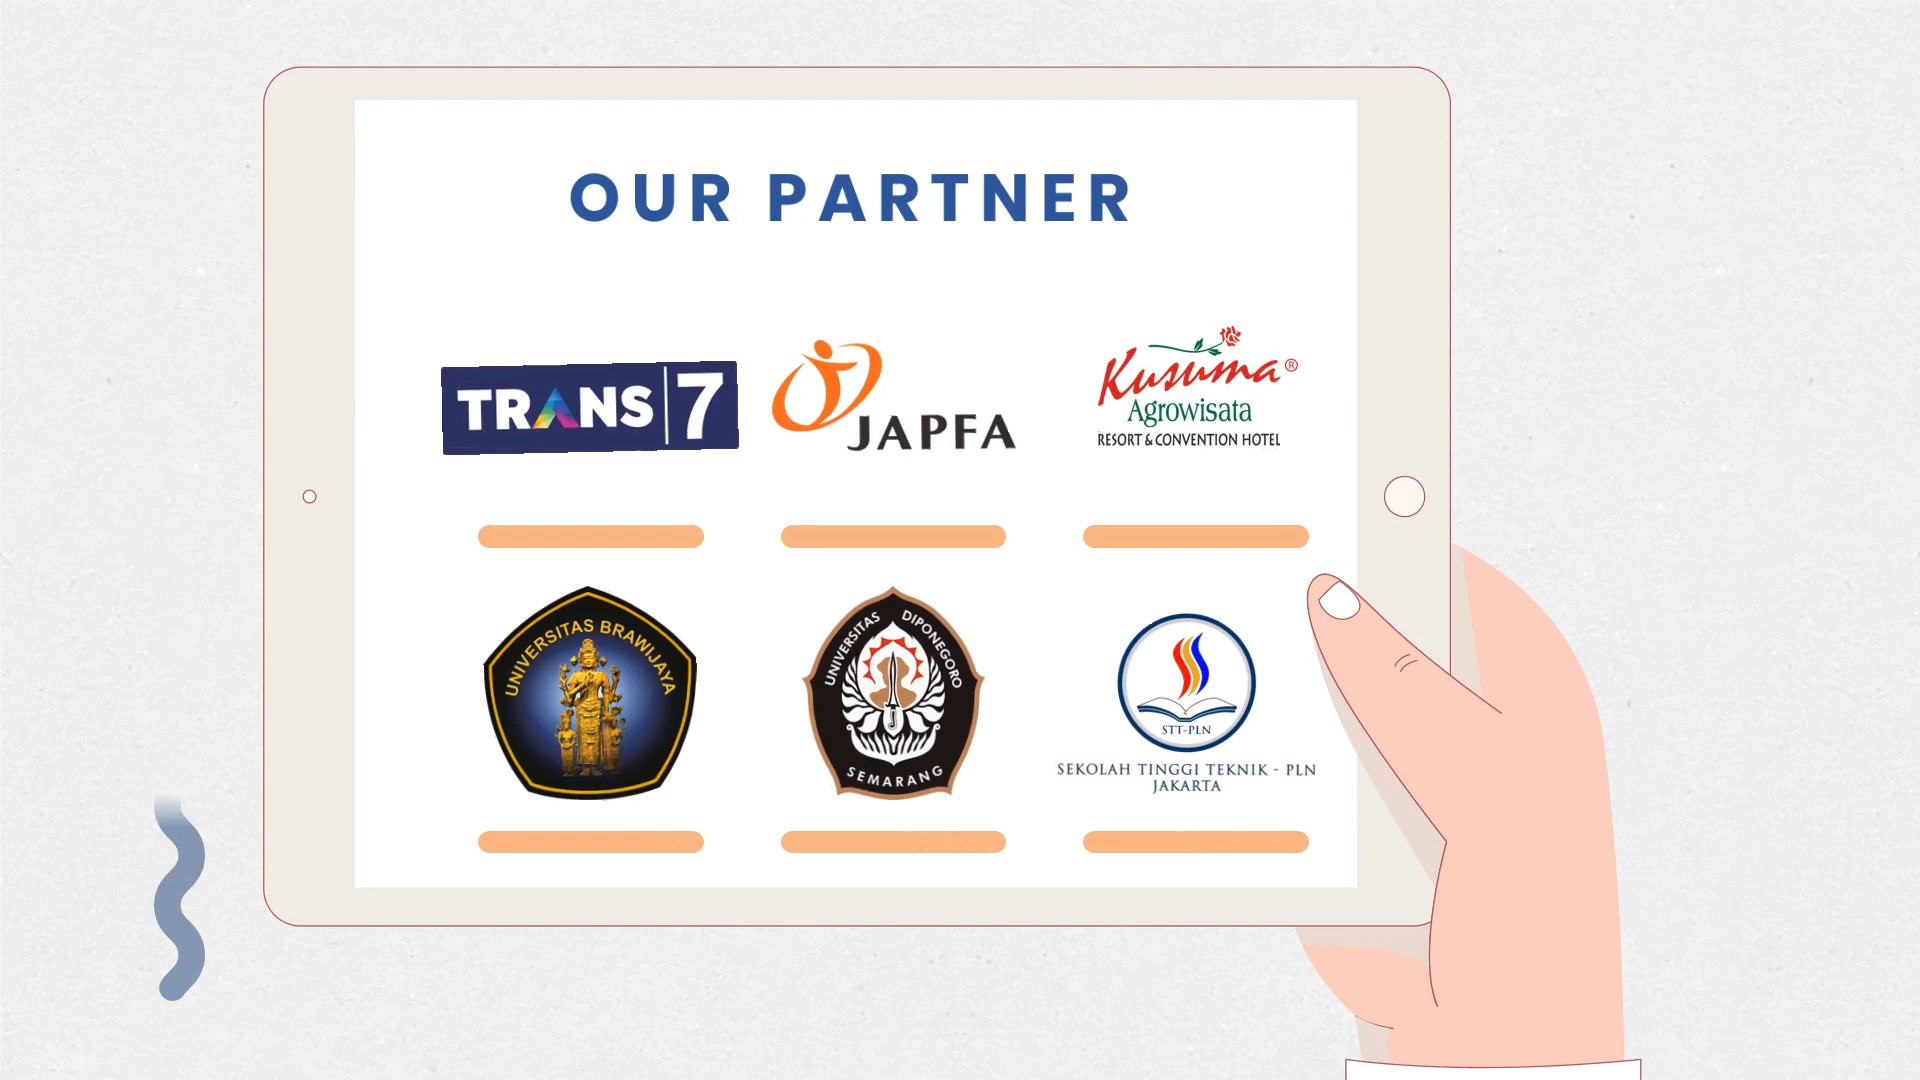 OUR PARTNER
TRANS|7
JAPFA
Kusuma®
Agrowisata
RESORT & CONVENTION HOTEL
UNIVERSITAS BRAWIJAYA
UNIVERSITAS DIPONEGORO
SEMARANG
STT-PLN
SEKOLAH TINGGI TEKNIK - PLN
JAKARTA